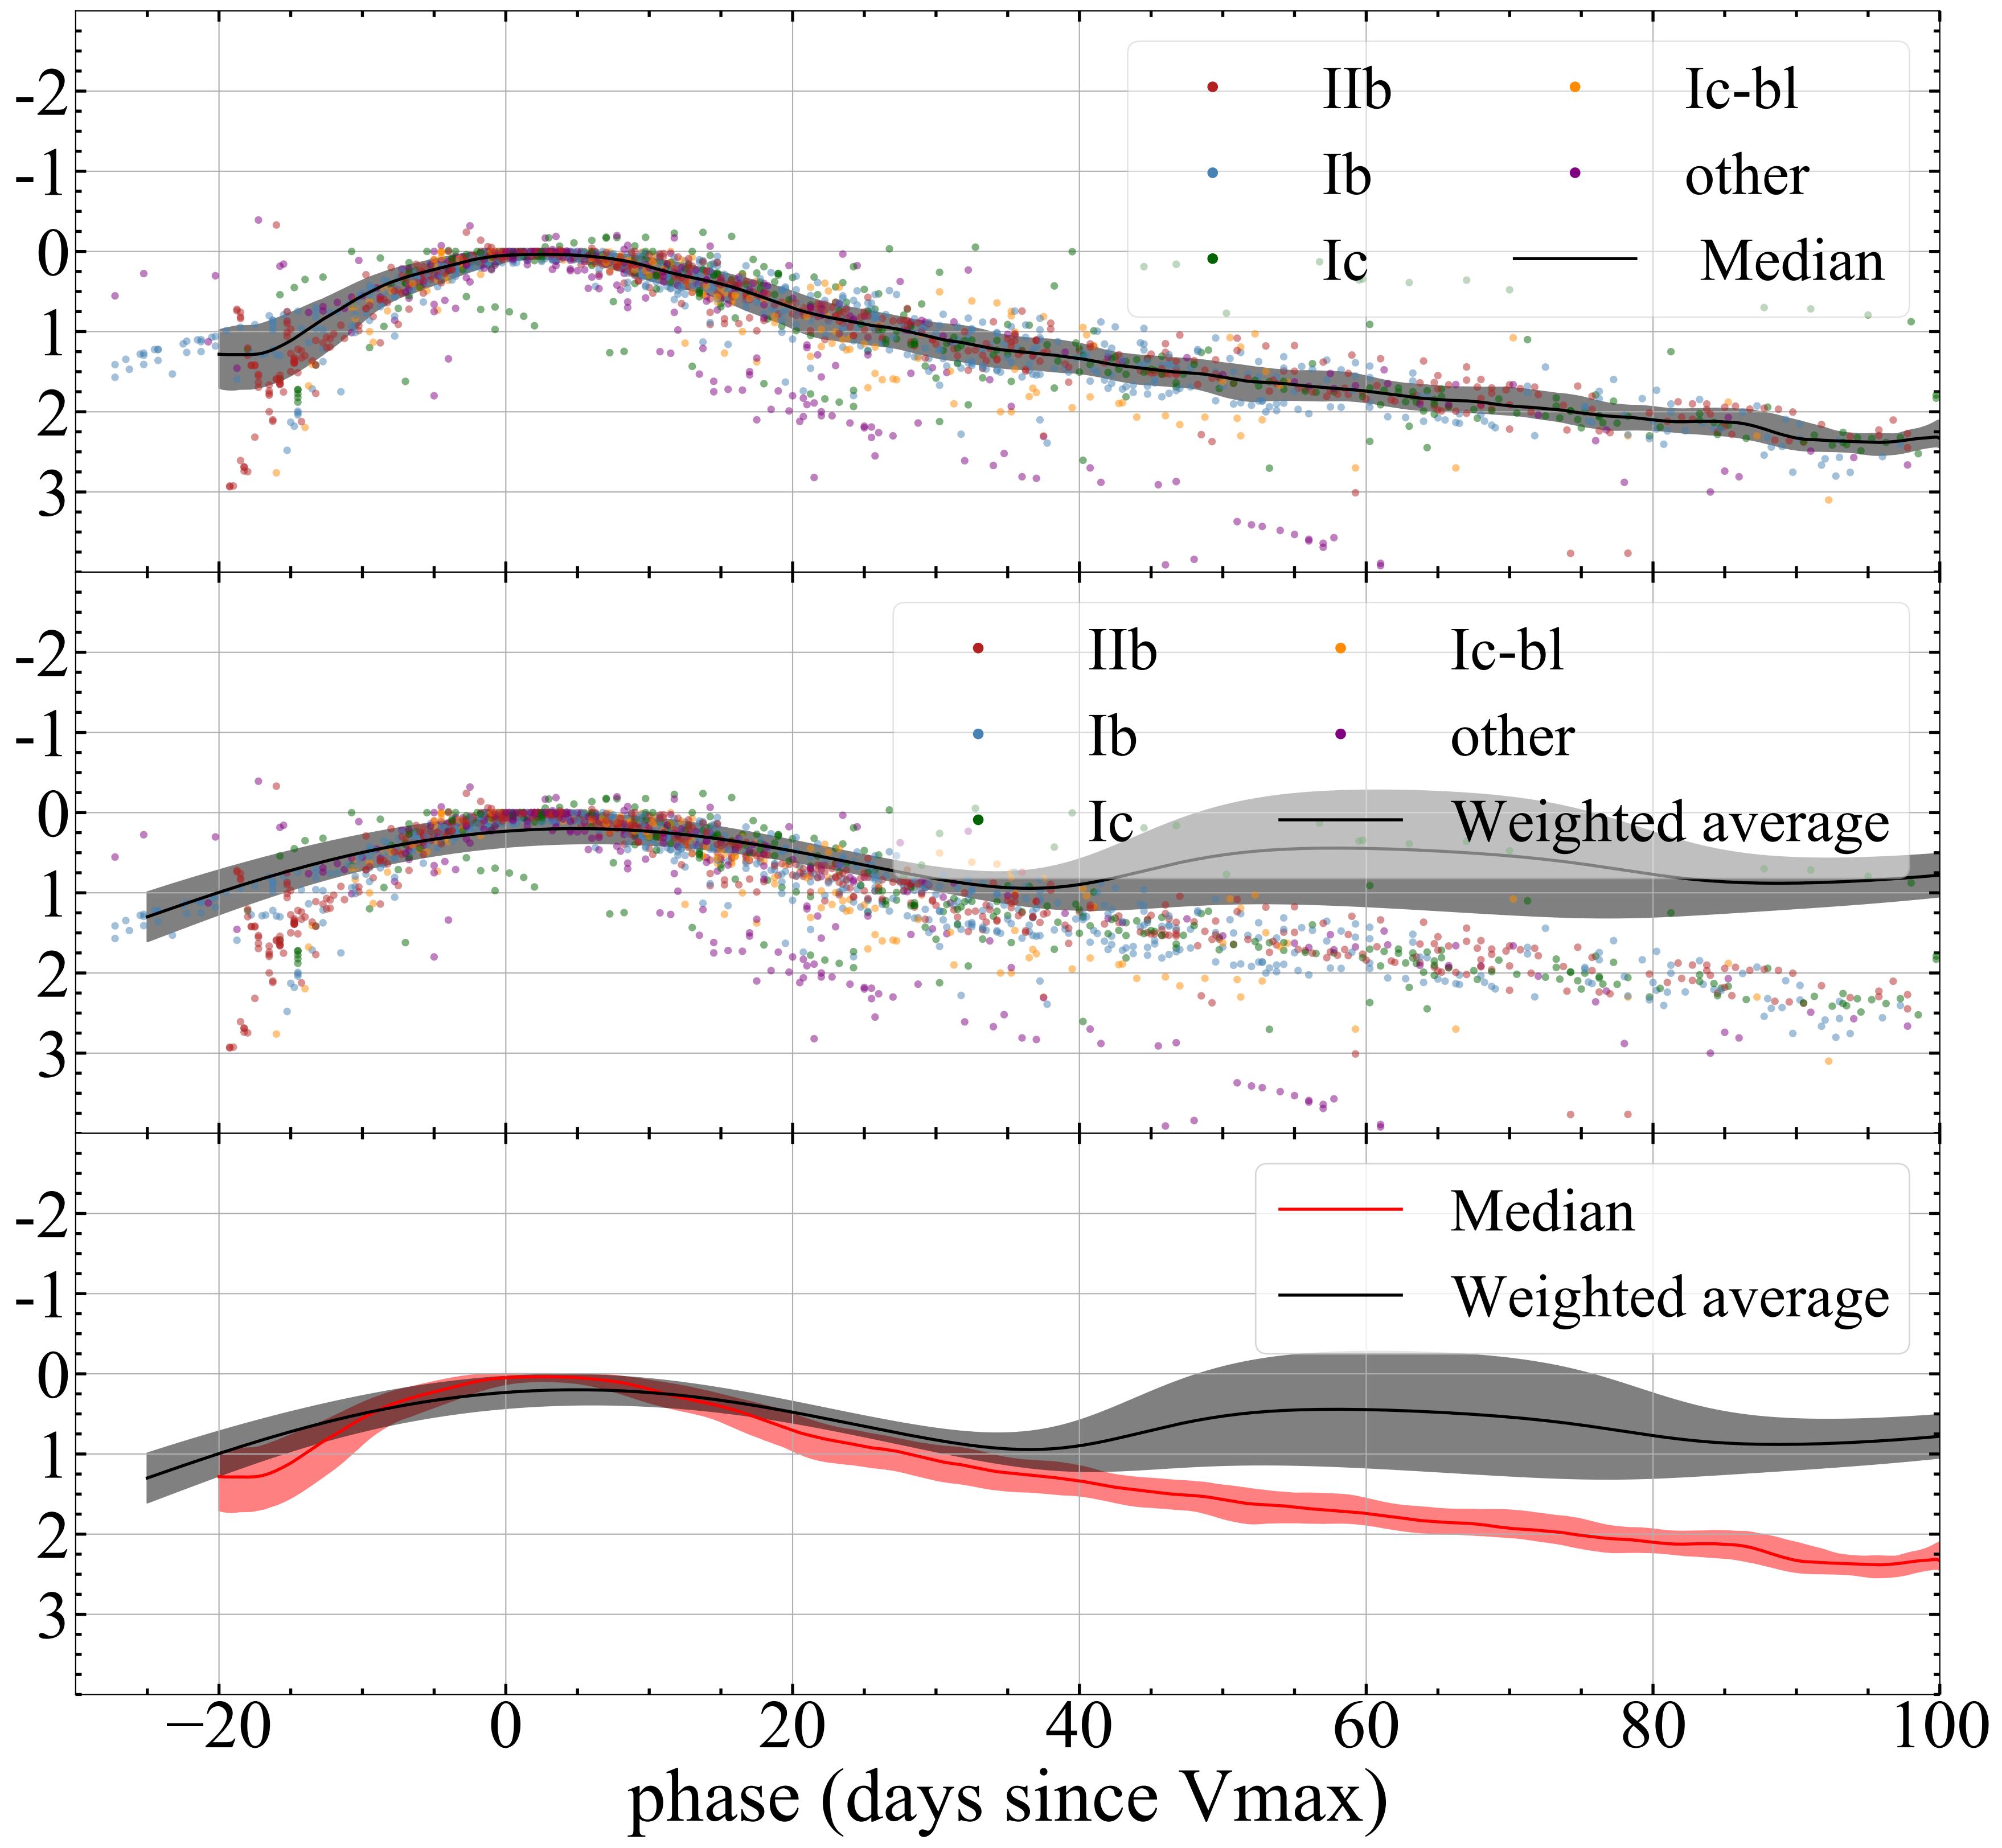 -2
-1
0
1
2
3
IIb Ic-bl
Ib other
Ic Median
-2
-1
0
1
2
3
IIb Ic-bl
Ib other
Ic Weighted average
-2
-1
0
1
2
3
Median
Weighted average
−20 0 20 40 60 80 100
phase (days since Vmax)